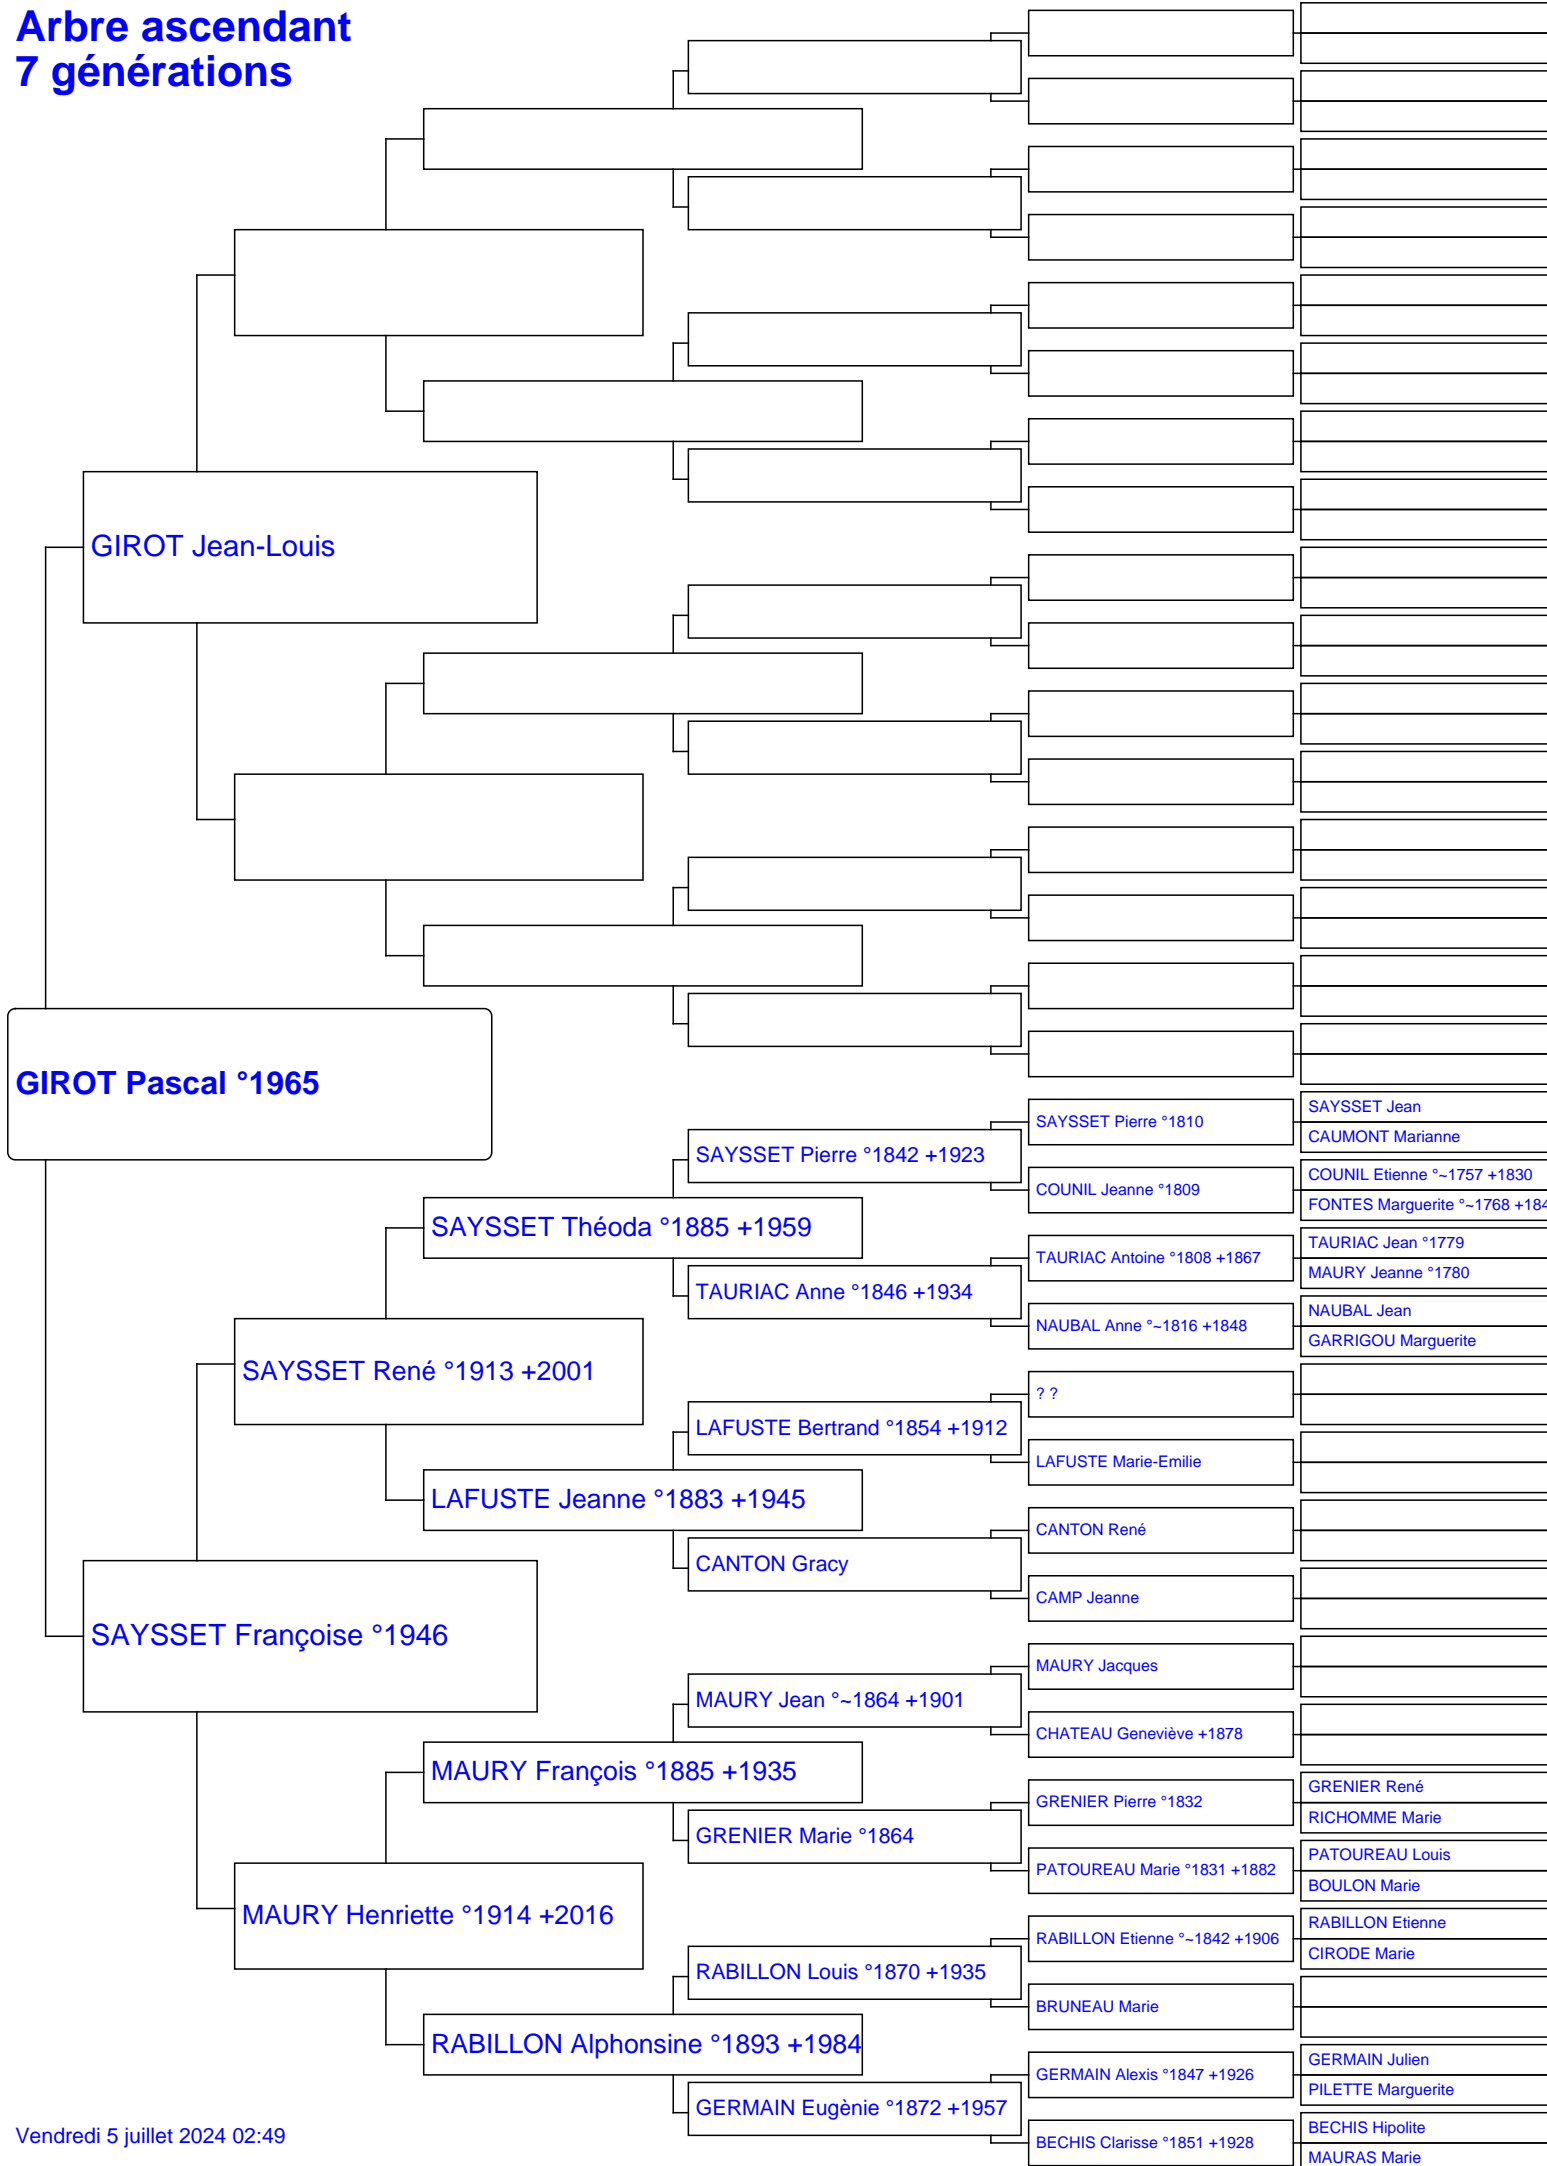 Arbre ascendant
7 générations
GIROT Jean-Louis
GIROT Pascal °1965
SAYSSET Jean
SAYSSET Pierre °1810
CAUMONT Marianne
SAYSSET Pierre °1842 +1923
COUNIL Etienne °~1757 +1830
COUNIL Jeanne °1809
FONTES Marguerite °~1768 +184
SAYSSET Théoda °1885 +1959
TAURIAC Jean °1779
TAURIAC Antoine °1808 +1867
MAURY Jeanne °1780
TAURIAC Anne °1846 +1934
NAUBAL Jean
NAUBAL Anne °~1816 +1848
GARRIGOU Marguerite
SAYSSET René °1913 +2001
? ?
LAFUSTE Bertrand °1854 +1912
LAFUSTE Marie-Emilie
LAFUSTE Jeanne °1883 +1945
CANTON René
CANTON Gracy
CAMP Jeanne
SAYSSET Françoise °1946
MAURY Jacques
MAURY Jean °~1864 +1901
CHATEAU Geneviève +1878
MAURY François °1885 +1935
GRENIER René
GRENIER Pierre °1832
RICHOMME Marie
GRENIER Marie °1864
PATOUREAU Louis
PATOUREAU Marie °1831 +1882
BOULON Marie
MAURY Henriette °1914 +2016
RABILLON Etienne
RABILLON Etienne °~1842 +1906
CIRODE Marie
RABILLON Louis °1870 +1935
BRUNEAU Marie
RABILLON Alphonsine °1893 +1984
GERMAIN Julien
GERMAIN Alexis °1847 +1926
PILETTE Marguerite
GERMAIN Eugènie °1872 +1957
BECHIS Hipolite
BECHIS Clarisse °1851 +1928
MAURAS Marie
Vendredi 5 juillet 2024 02:49